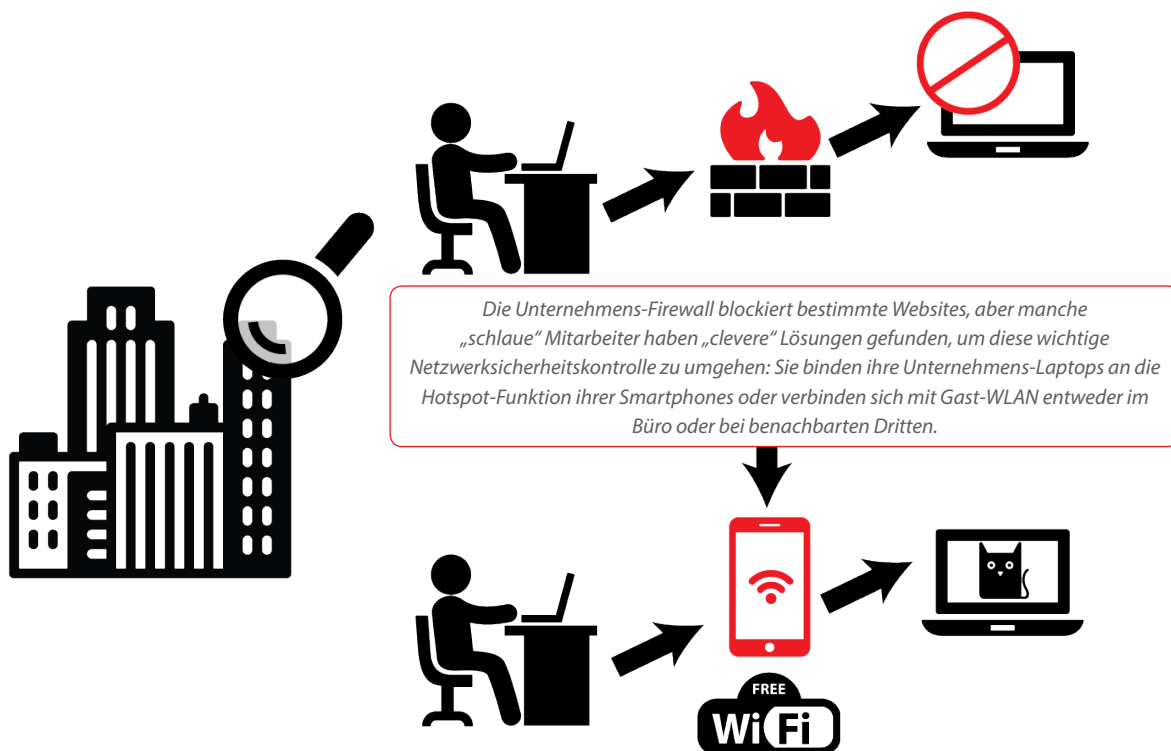 Die Unternehmens-Firewall blockiert bestimmte Websites, aber manche
„schlaue“ Mitarbeiter haben „clevere“ Lösungen gefunden, um diese wichtige
Netzwerksicherheitskontrolle zu umgehen: Sie binden ihre Unternehmens-Laptops an die
Hotspot-Funktion ihrer Smartphones oder verbinden sich mit Gast-WLAN entweder im
Büro oder bei benachbarten Dritten.
FREE
WiFi